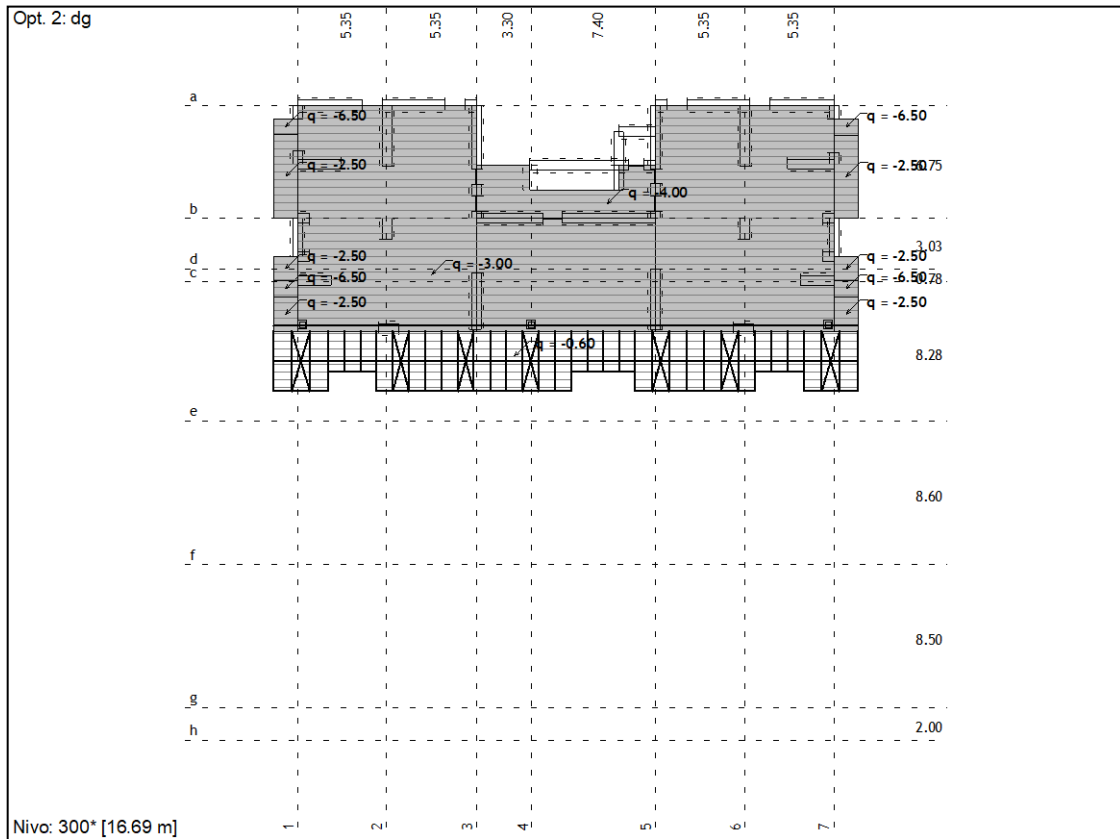 Opt. 2: dg
5.35
5.35
3.30
7.40
5.35
5.35
a
q = -6.50
q = -6.50
q = -2.50
q = -2.50
q = -4.00
b
3.03
d
q = -2.50
q = -3.00
q = -2.50
c
q = -6.50
q = -6.50
0.78
q = -2.50
q = -2.50
q = -0.60
8.28
e
8.60
f
8.50
g
2.00
h
Nivo: 300* [16.69 m]
1
2
3
4
5
6
7